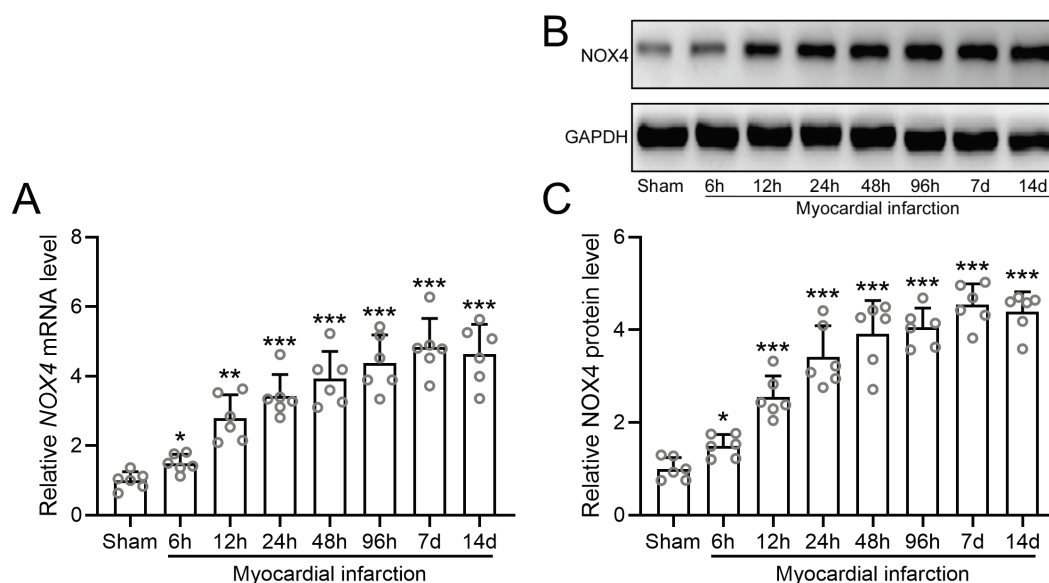 B
NOX4
GAPDH
Sham 6h 12h 24h 48h 96h 7d 14d
Myocardial infarction
A
Relative NOX4 mRNA level
8
6
4
2
0
* ** *** *** *** *** ***
Sham 6h 12h 24h 48h 96h 7d 14d
Myocardial infarction
C
Relative NOX4 protein level
6
4
2
0
* *** *** *** *** *** ***
Sham 6h 12h 24h 48h 96h 7d 14d
Myocardial infarction